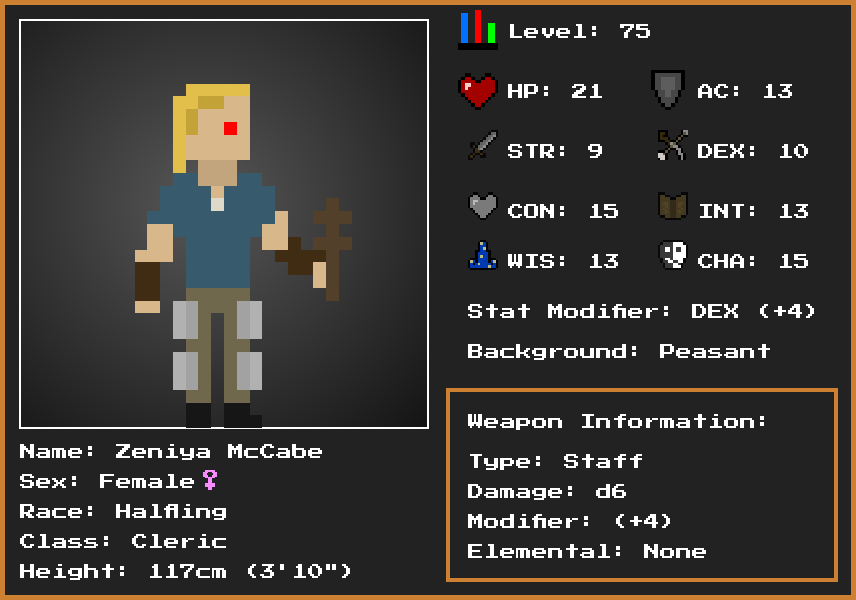 Level: 75
HP: 21 AC: 13
STR: 9 DEX: 10
CON: 15 INT: 13
WIS: 13 CHA: 15
Stat Modifier: DEX (+4)
Background: Peasant
Weapon Information:
Type: Staff
Damage: d6
Modifier: (+4)
Elemental: None
Name: Zeniya McCabe
Sex: Female♀
Race: Halfling
Class: Cleric
Height: 117cm (3'10")